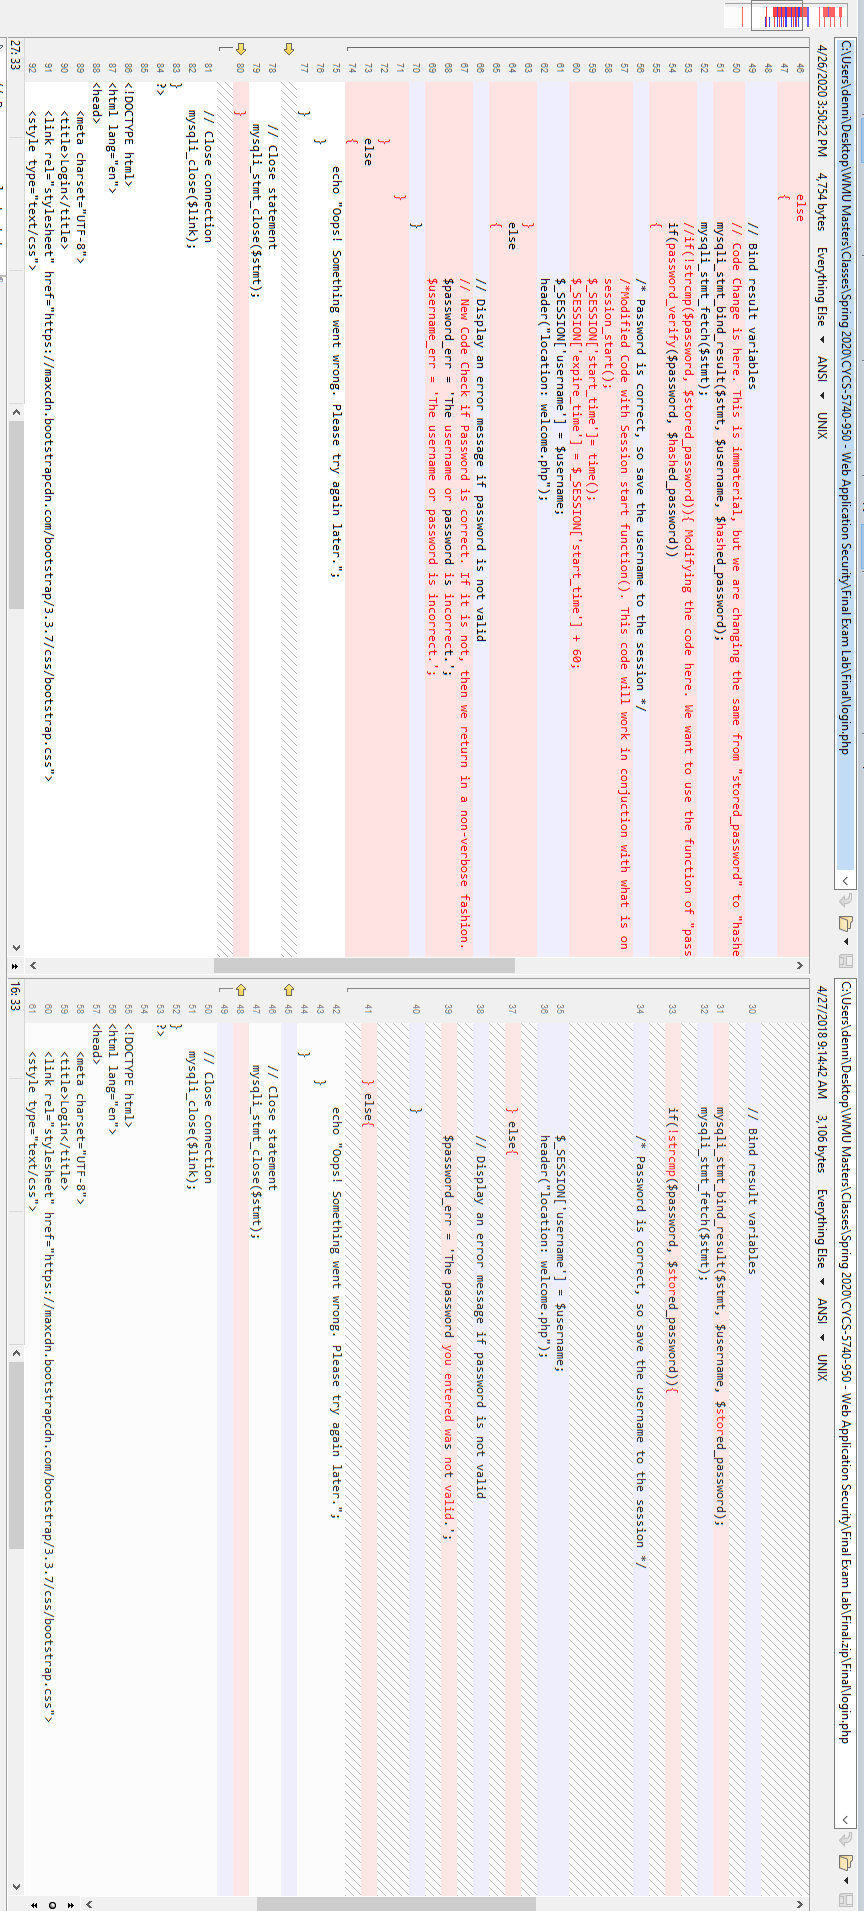 C:\Users\denni\Desktop\WMU Masters\Classes\Spring 2020\CYCS-5740-950 - Web Application Security\Final Exam Lab\Final\login.php
4/26/2020 3:50:22 PM 4,754 bytes Everything Else ▼ ANSI ▼ UNIX
46 else
47 {
48
49 // Bind result variables
50 // Code Change is here. This is immaterial, but we are changing the same from "stored_password" to "hashe
51 mysqli_stmt_bind_result($stmt, $username, $hashed_password);
52 mysqli_stmt_fetch($stmt);
53 //if(!strcmp($password, $stored_password)){ Modifying the code here. We want to use the function of "pass
54 if(password_verify($password, $hashed_password))
55 {
56 /* Password is correct, so save the username to the session */
57 /*Modified Code with Session start function(). This code will work in conjuction with what is on
58 session_start();
59 $_SESSION['start_time']= time();
60 $_SESSION['expire_time'] = $_SESSION['start_time'] + 60;
61 $_SESSION['username'] = $username;
62 header("location: welcome.php");
63 }
64 else
65 {
66 // Display an error message if password is not valid
67 // New Code Check if Password is correct. If it is not, then we return in a non-verbose fashion.
68 $password_err = 'The username or password is incorrect.';
69 $username_err = 'The username or password is incorrect.';
70 }
71 }
72 }
73 else
74 {
75 echo "Oops! Something went wrong. Please try again later.";
76 }
77 }
78 // Close statement
79 mysqli_stmt_close($stmt);
80 }
81 // Close connection
82 mysqli_close($link);
83 }
84 ?>
85
86 <!DOCTYPE html>
87 <html lang="en">
88 <head>
89 <meta charset="UTF-8">
90 <title>Login</title>
91 <link rel="stylesheet" href="https://maxcdn.bootstrapcdn.com/bootstrap/3.3.7/css/bootstrap.css">
92 <style type="text/css">
27:33
C:\Users\denni\Desktop\WMU Masters\Classes\Spring 2020\CYCS-5740-950 - Web Application Security\Final Exam Lab\Final.zip\Final\login.php
4/27/2018 9:14:42 AM 3,106 bytes Everything Else ▼ ANSI ▼ UNIX
30 // Bind result variables
31 mysqli_stmt_bind_result($stmt, $username, $stored_password);
32 mysqli_stmt_fetch($stmt);
33 if(!strcmp($password, $stored_password)){
34 /* Password is correct, so save the username to the session */
35 $_SESSION['username'] = $username;
36 header("location: welcome.php");
37 } else{
38 // Display an error message if password is not valid
39 $password_err = 'The password you entered was not valid.';
40 }
41 } else{
42 echo "Oops! Something went wrong. Please try again later.";
43 }
44 }
45
46 // Close statement
47 mysqli_stmt_close($stmt);
48
49
50 // Close connection
51 mysqli_close($link);
52 }
53 ?>
54
55 <!DOCTYPE html>
56 <html lang="en">
57 <head>
58 <meta charset="UTF-8">
59 <title>Login</title>
60 <link rel="stylesheet" href="https://maxcdn.bootstrapcdn.com/bootstrap/3.3.7/css/bootstrap.css">
61 <style type="text/css">
16:33